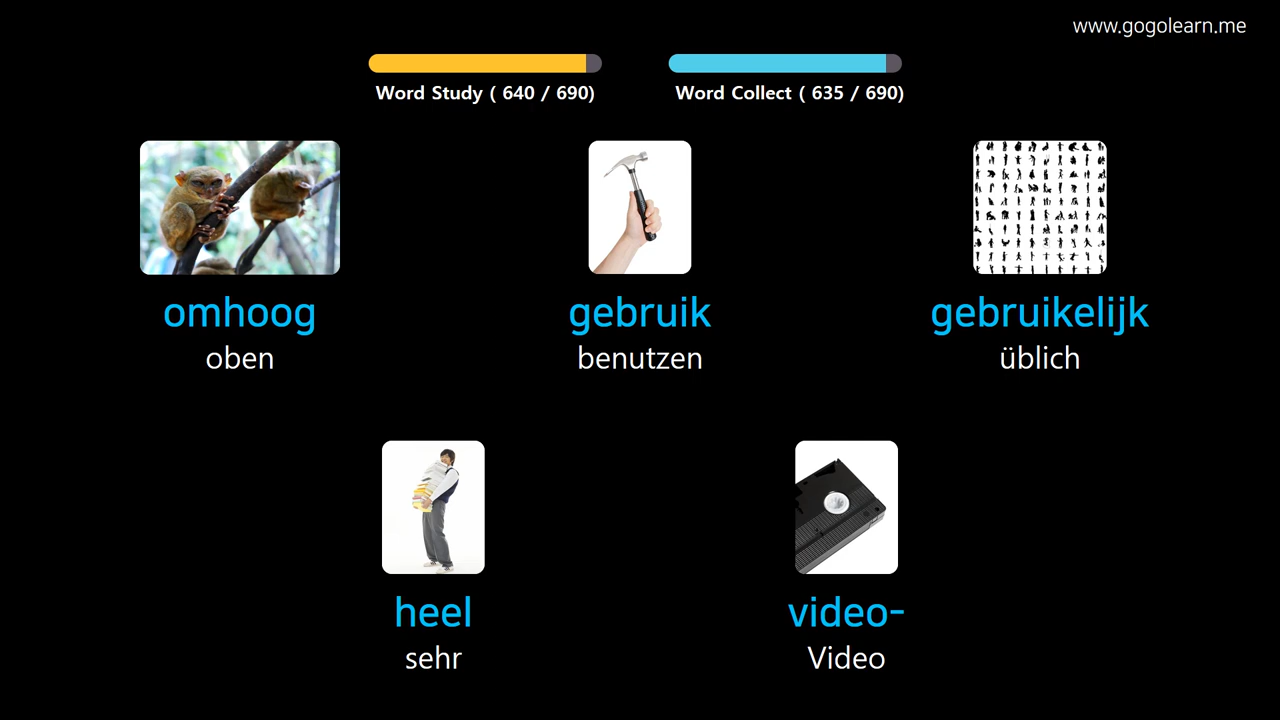 www.gogolearn.me
Word Study ( 640 / 690)
Word Collect ( 635 / 690)
omhoog
gebruik
gebruikelijk
oben
benutzen
üblich
heel
video-
sehr
Video